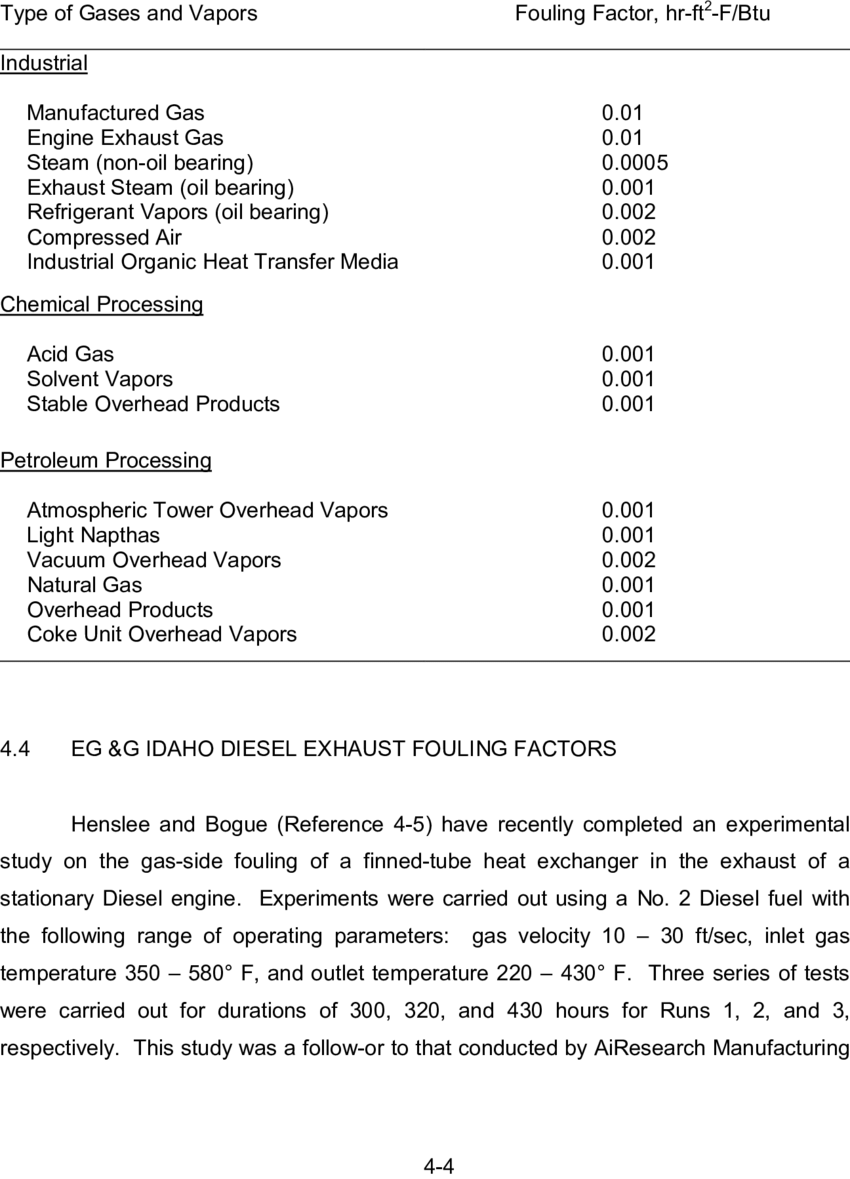 Type of Gases and Vapors Fouling Factor, hr-ft²-F/Btu
Industrial
Manufactured Gas 0.01
Engine Exhaust Gas 0.01
Steam (non-oil bearing) 0.0005
Exhaust Steam (oil bearing) 0.001
Refrigerant Vapors (oil bearing) 0.002
Compressed Air 0.002
Industrial Organic Heat Transfer Media 0.001
Chemical Processing
Acid Gas 0.001
Solvent Vapors 0.001
Stable Overhead Products 0.001
Petroleum Processing
Atmospheric Tower Overhead Vapors 0.001
Light Napthas 0.001
Vacuum Overhead Vapors 0.002
Natural Gas 0.001
Overhead Products 0.001
Coke Unit Overhead Vapors 0.002
4.4 EG &G IDAHO DIESEL EXHAUST FOULING FACTORS
Henslee and Bogue (Reference 4-5) have recently completed an experimental
study on the gas-side fouling of a finned-tube heat exchanger in the exhaust of a
stationary Diesel engine. Experiments were carried out using a No. 2 Diesel fuel with
the following range of operating parameters: gas velocity 10 – 30 ft/sec, inlet gas
temperature 350 – 580° F, and outlet temperature 220 – 430° F. Three series of tests
were carried out for durations of 300, 320, and 430 hours for Runs 1, 2, and 3,
respectively. This study was a follow-or to that conducted by AiResearch Manufacturing
4-4